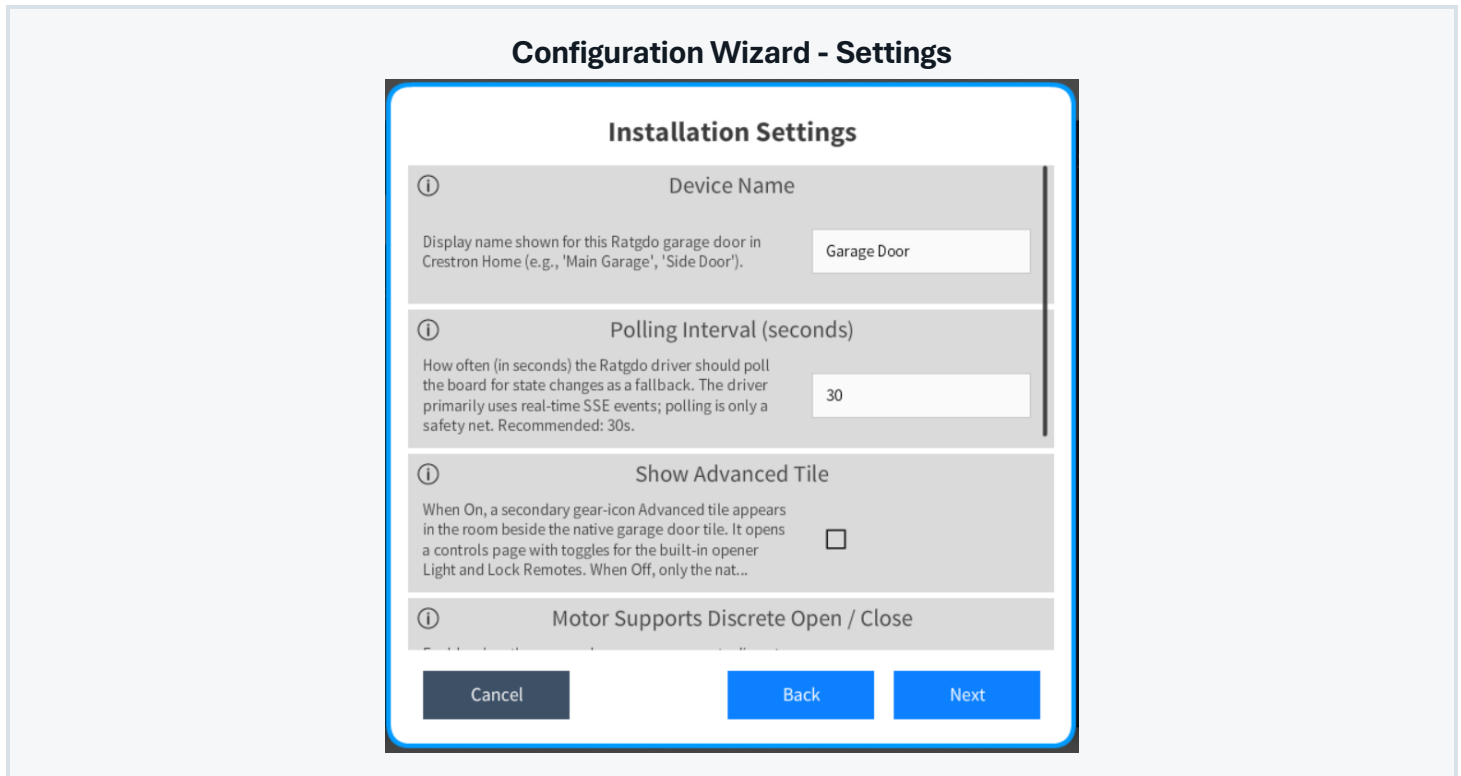 Configuration Wizard - Settings
Installation Settings
Device Name
Display name shown for this Ratgdo garage door in
Crestron Home (e.g., 'Main Garage', 'Side Door').
Garage Door
Polling Interval (seconds)
How often (in seconds) the Ratgdo driver should poll
the board for state changes as a fallback. The driver
primarily uses real-time SSE events; polling is only a
safety net. Recommended: 30s.
30
Show Advanced Tile
When On, a secondary gear-icon Advanced tile appears
in the room beside the native garage door tile. It opens
a controls page with toggles for the built-in opener
Light and Lock Remotes. When Off, only the nat...
Motor Supports Discrete Open / Close
Cancel
Back
Next